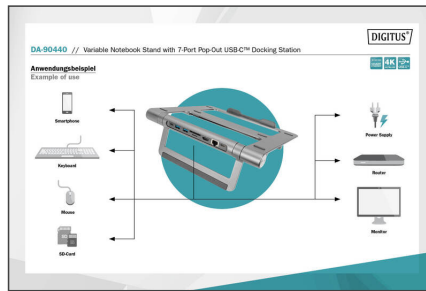 DIGITUS®
DA-90440 // Variable Notebook Stand with 7-Port Pop-Out USB-C™ Docking Station
Anwendungsbeispiel
Example of use
4K
Smartphone
Power Supply
Keyboard
Router
Mouse
Monitor
SD-Card